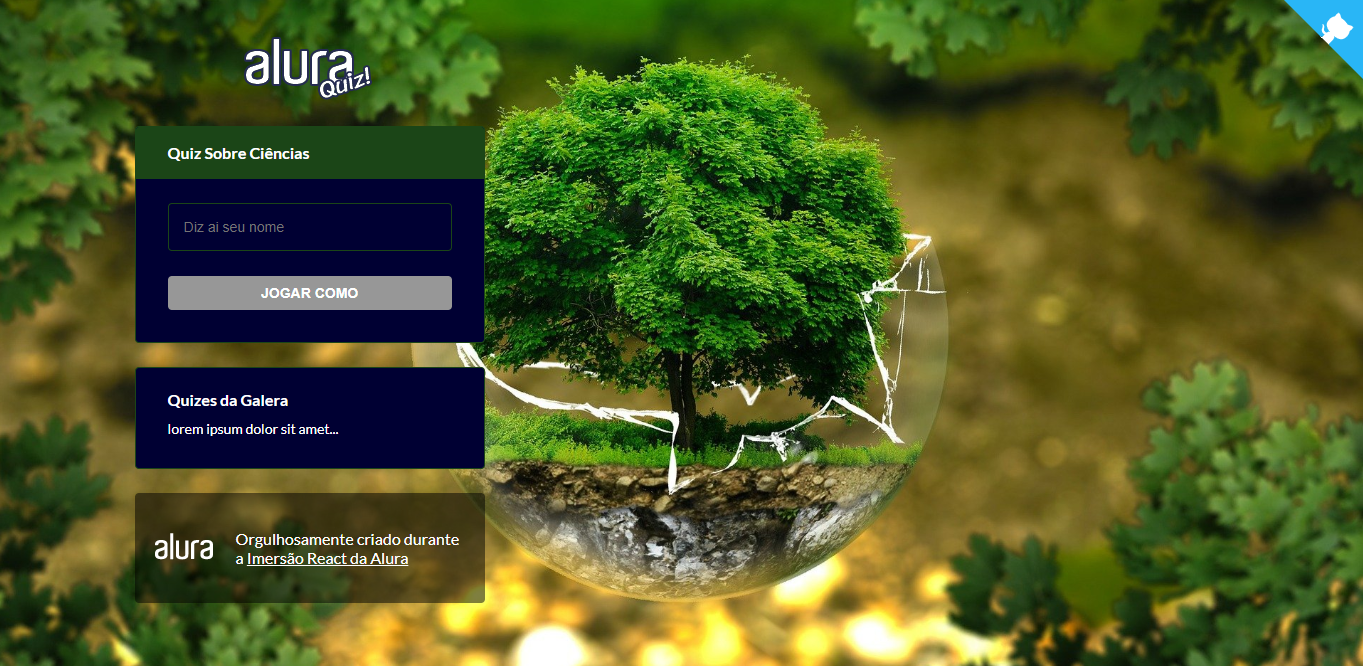 alura
Quiz!
Quiz Sobre Ciências
Diz ai seu nome
JOGAR COMO
Quizes da Galera
lorem ipsum dolor sit amet...
alura
Orgulhosamente criado durante
a Imersão React da Alura